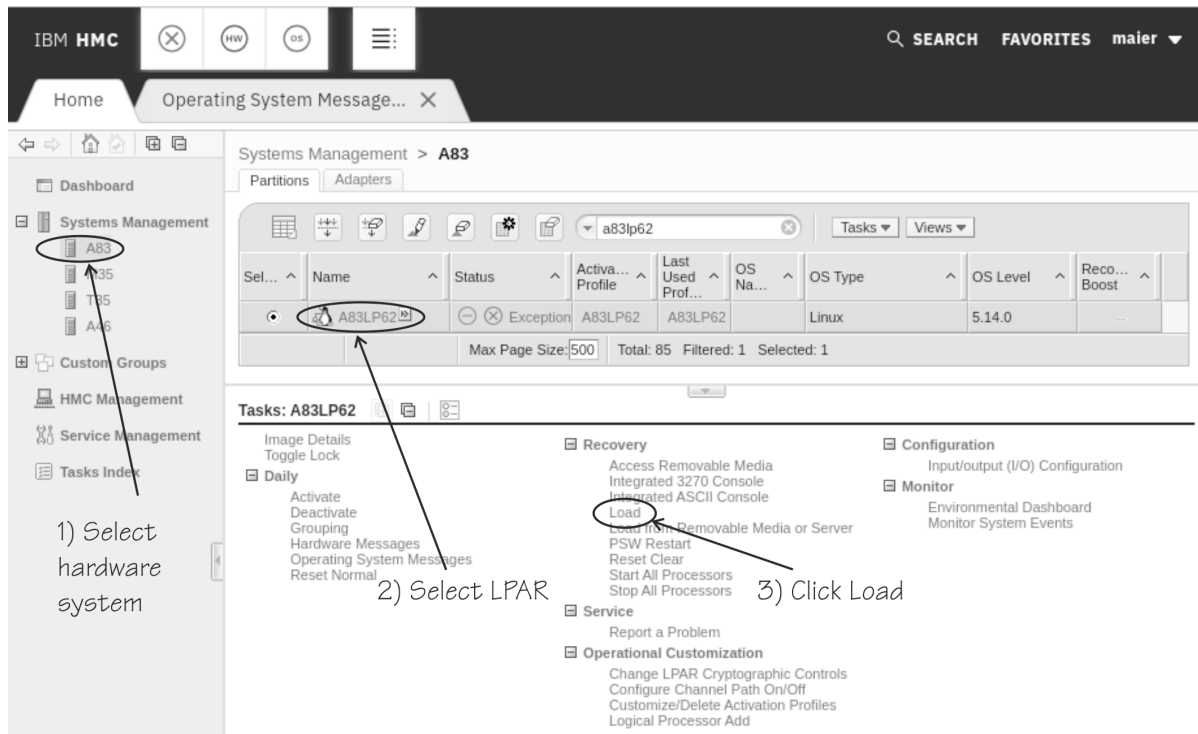 IBM HMC
HW
OS
SEARCH FAVORITES maier
Home
Operating System Message...
Systems Management > A83
Partitions Adapters
Dashboard
Systems Management
A83
T85
A46
Custom Groups
HMC Management
Service Management
Tasks Index
1) Select
hardware
system
a83lp62
Tasks Views
Sel... Name Status Activa... Profile Last Used Prof... OS Na... OS Type OS Level Reco... Boost
A83LP62 Exception A83LP62 A83LP62 Linux 5.14.0 —
Max Page Size: 500 Total: 85 Filtered: 1 Selected: 1
Tasks: A83LP62
Image Details
Toggle Lock
Daily
Activate
Deactivate
Grouping
Hardware Messages
Operating System Messages
Reset Normal
2) Select LPAR
Recovery
Access Removable Media
Integrated 3270 Console
Integrated ASCII Console
Load
Load from Removable Media or Server
PSW Restart
Reset Clear
Start All Processors
Stop All Processors
3) Click Load
Service
Report a Problem
Operational Customization
Change LPAR Cryptographic Controls
Configure Channel Path On/Off
Customize/Delete Activation Profiles
Logical Processor Add
Configuration
Input/output (I/O) Configuration
Monitor
Environmental Dashboard
Monitor System Events